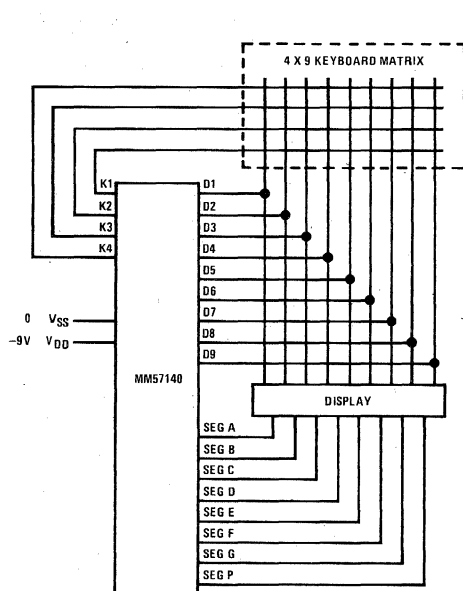 4 X 9 KEYBOARD MATRIX
K1
K2
K3
K4
D1
D2
D3
D4
D5
D6
D7
D8
D9
0 VSS
-9V VDD
MM57140
DISPLAY
SEG A
SEG B
SEG C
SEG D
SEG E
SEG F
SEG G
SEG P